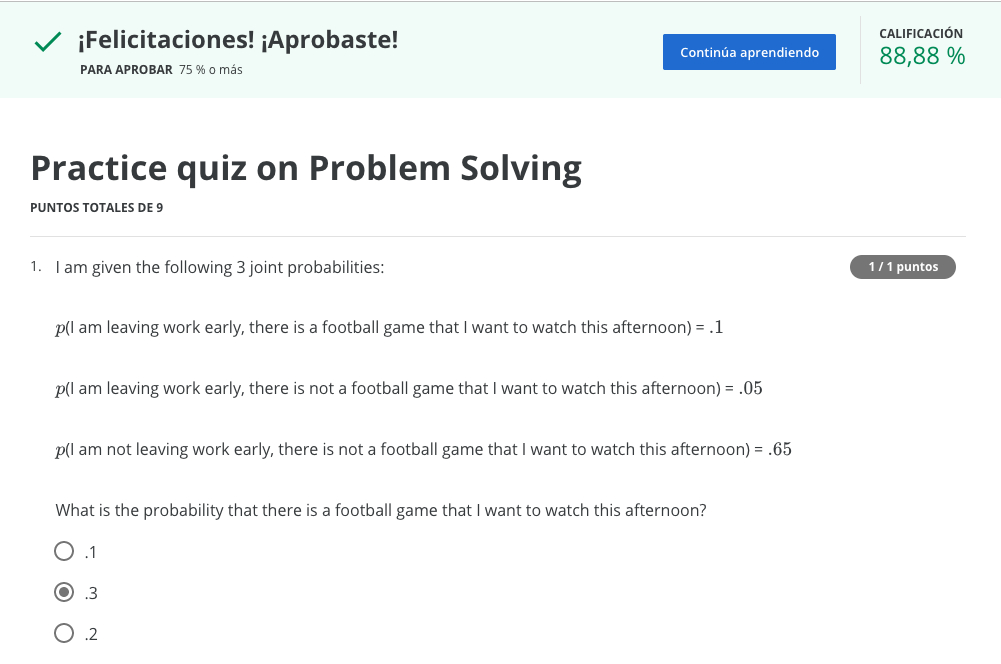 ¡Felicitaciones! ¡Aprobaste!
PARA APROBAR 75 % o más
Continúa aprendiendo
CALIFICACIÓN
88,88 %
Practice quiz on Problem Solving
PUNTOS TOTALES DE 9
1. I am given the following 3 joint probabilities:
1 / 1 puntos
p(I am leaving work early, there is a football game that I want to watch this afternoon) = .1
p(I am leaving work early, there is not a football game that I want to watch this afternoon) = .05
p(I am not leaving work early, there is not a football game that I want to watch this afternoon) = .65
What is the probability that there is a football game that I want to watch this afternoon?
.1
.3
.2